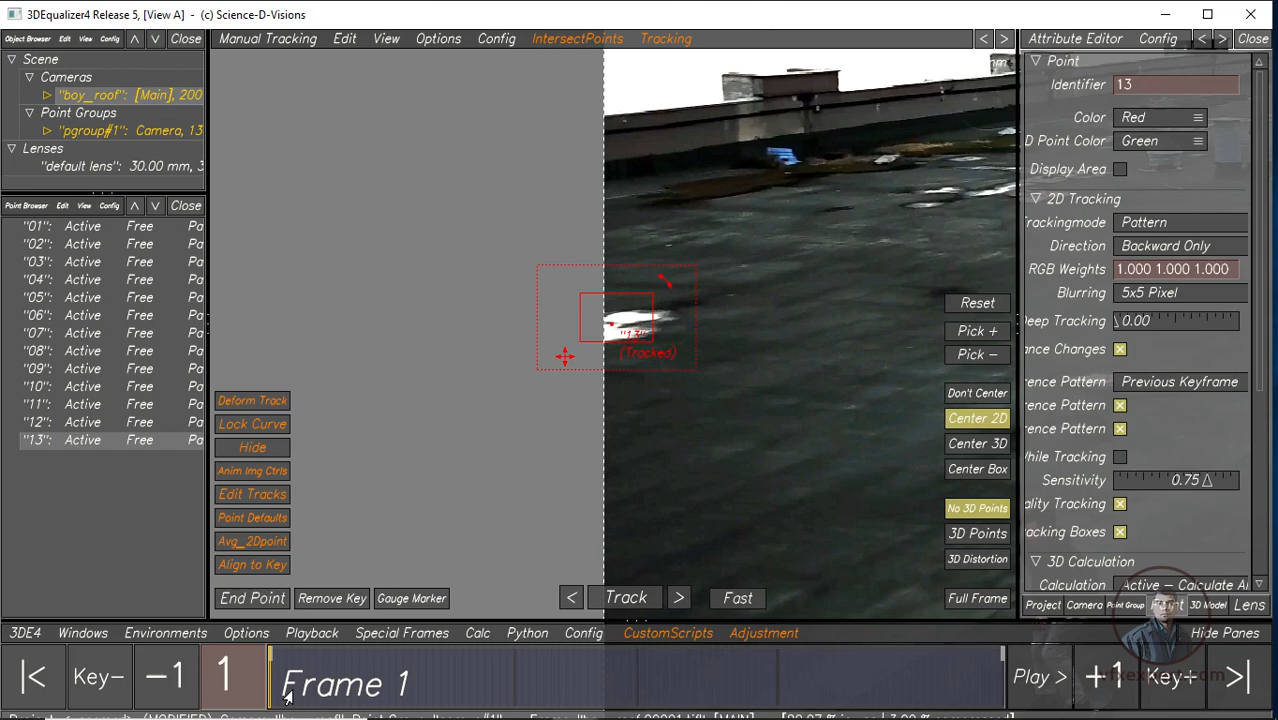 3DEqualizer4 Release 5, [View A] - (c) Science-D-Visions
Object Browser Edit View Config Close
Manual Tracking Edit View Options Config IntersectPoints Tracking
Attribute Editor Config Close
Scene
Cameras
"boy_roof": [Main], 200
Point Groups
"pgroup#1": Camera, 13
Lenses
"default lens": 30.00 mm, 3
Point Browser Edit View Config Close
"01": Active Free Pa
"02": Active Free Pa
"03": Active Free Pa
"04": Active Free Pa
"05": Active Free Pa
"06": Active Free Pa
"07": Active Free Pa
"08": Active Free Pa
"09": Active Free Pa
"10": Active Free Pa
"11": Active Free Pa
"12": Active Free Pa
"13": Active Free Pa
mm
"13"
(Tracked)
Deform Track
Lock Curve
Hide
Anim Img Ctrls
Edit Tracks
Point Defaults
Avg_2Dpoint
Align to Key
End Point Remove Key Gauge Marker
< Track > Fast
Reset
Pick +
Pick -
Don't Center
Center 2D
Center 3D
Center Box
No 3D Points
3D Points
3D Distortion
Full Frame
Point
Identifier 13
Color Red
D Point Color Green
Display Area
2D Tracking
rackingmode Pattern
Direction Backward Only
RGB Weights 1.000 1.000 1.000
Blurring 5x5 Pixel
eep Tracking 0.00
ance Changes
rence Pattern Previous Keyframe
rence Pattern
rence Pattern
While Tracking
Sensitivity 0.75
ality Tracking
racking Boxes
3D Calculation
Calculation Active - Calculate Al
Project Camera Point Group Point 3D Model Lens
3DE4 Windows Environments Options Playback Special Frames Calc Python Config CustomScripts Adjustment Hide Panes
Key- -1 1 Frame 1 Play > +1 Key+